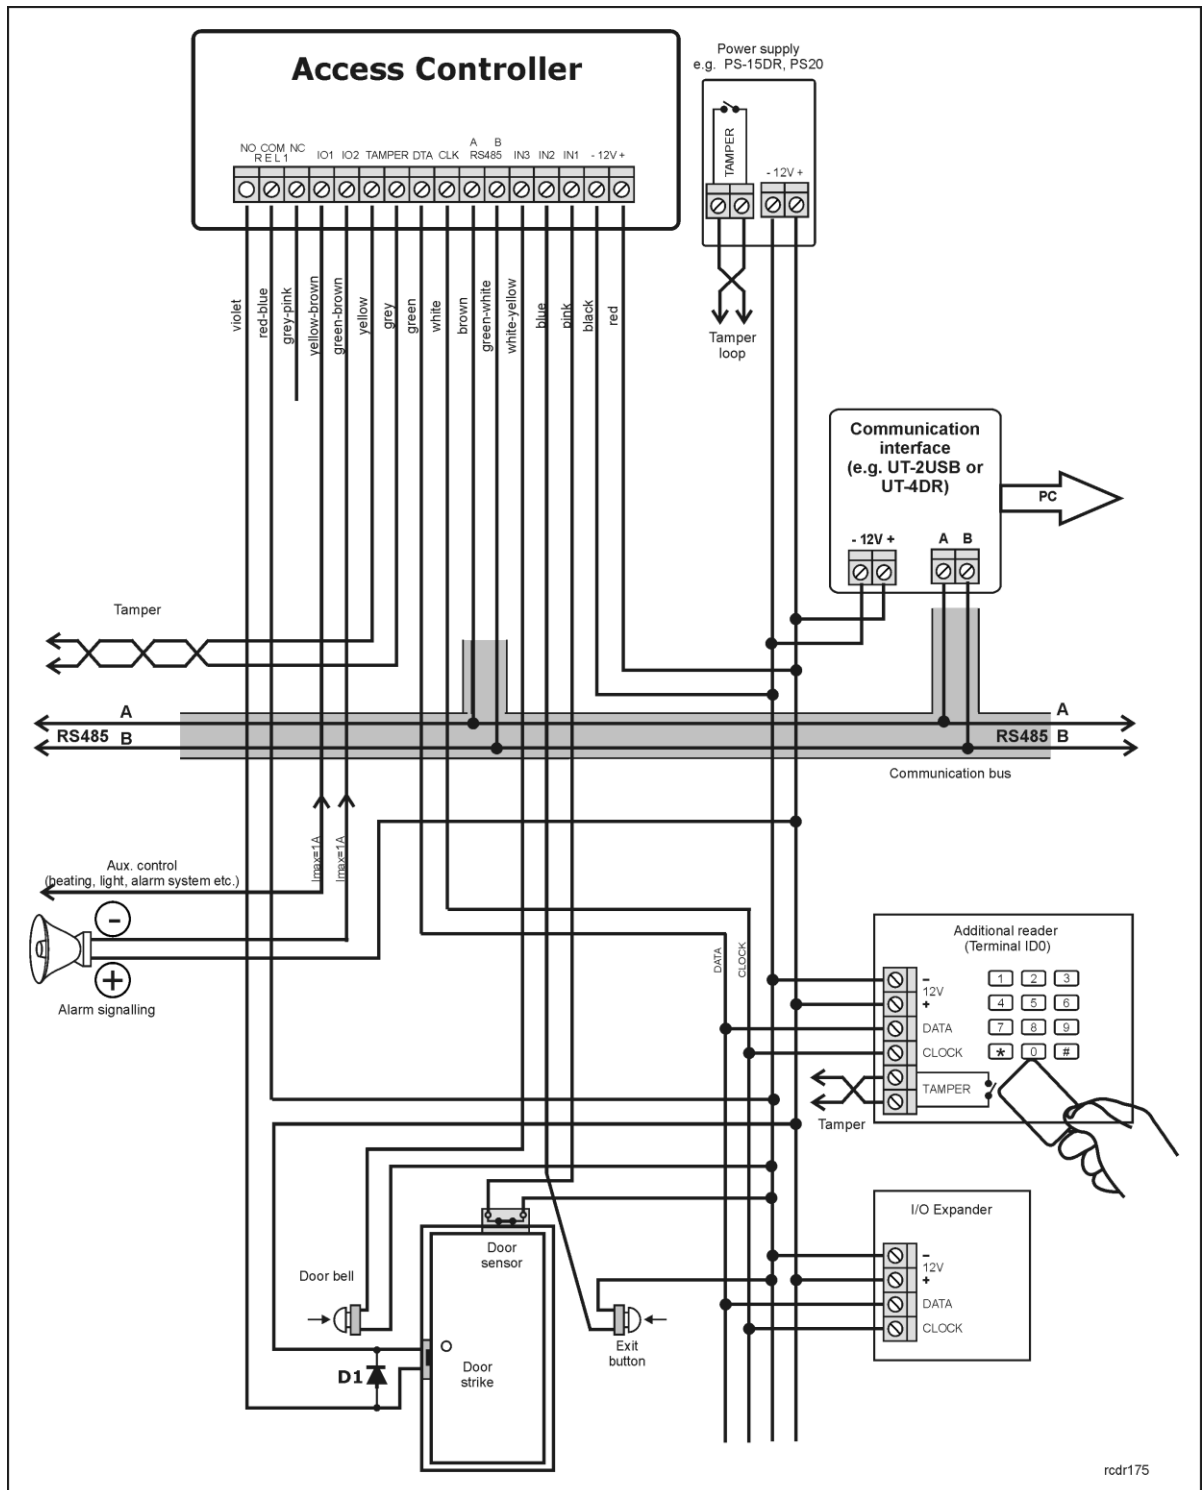 Power supply
e.g. PS-15DR, PS20
Access Controller
TAMPER
- 12V +
NO COM NC
REL1
IO1 IO2 TAMPER DTA CLK
A B
RS485
IN3 IN2 IN1 - 12V +
violet
red-blue
grey-pink
yellow-brown
green-brown
yellow
grey
green
white
brown
green-white
white-yellow
blue
pink
black
red
Tamper
loop
Communication
interface
(e.g. UT-2USB or
UT-4DR)
PC
- 12V +
A B
Tamper
A
RS485
B
A
RS485
B
Communication bus
Imax=1A
Imax=1A
Aux. control
(heating, light, alarm system etc.)
-
+
Alarm signalling
DATA
CLOCK
Additional reader
(Terminal ID0)
-
12V
+
DATA
CLOCK
TAMPER
1 2 3
4 5 6
7 8 9
* 0 #
Tamper
I/O Expander
-
12V
+
DATA
CLOCK
Door
sensor
Door bell
Exit
button
Door
strike
D1
rcdr175